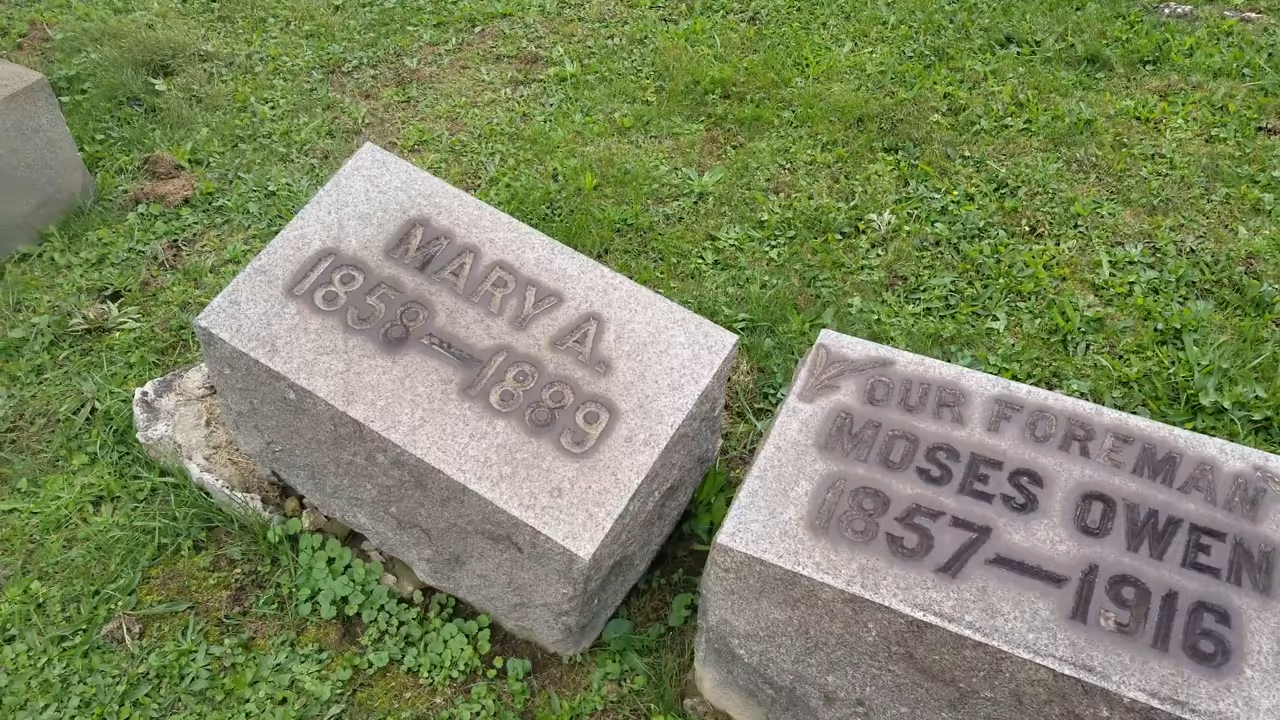 MARY A.
1858–1889
OUR FOREMAN
MOSES OWEN
1857–1916